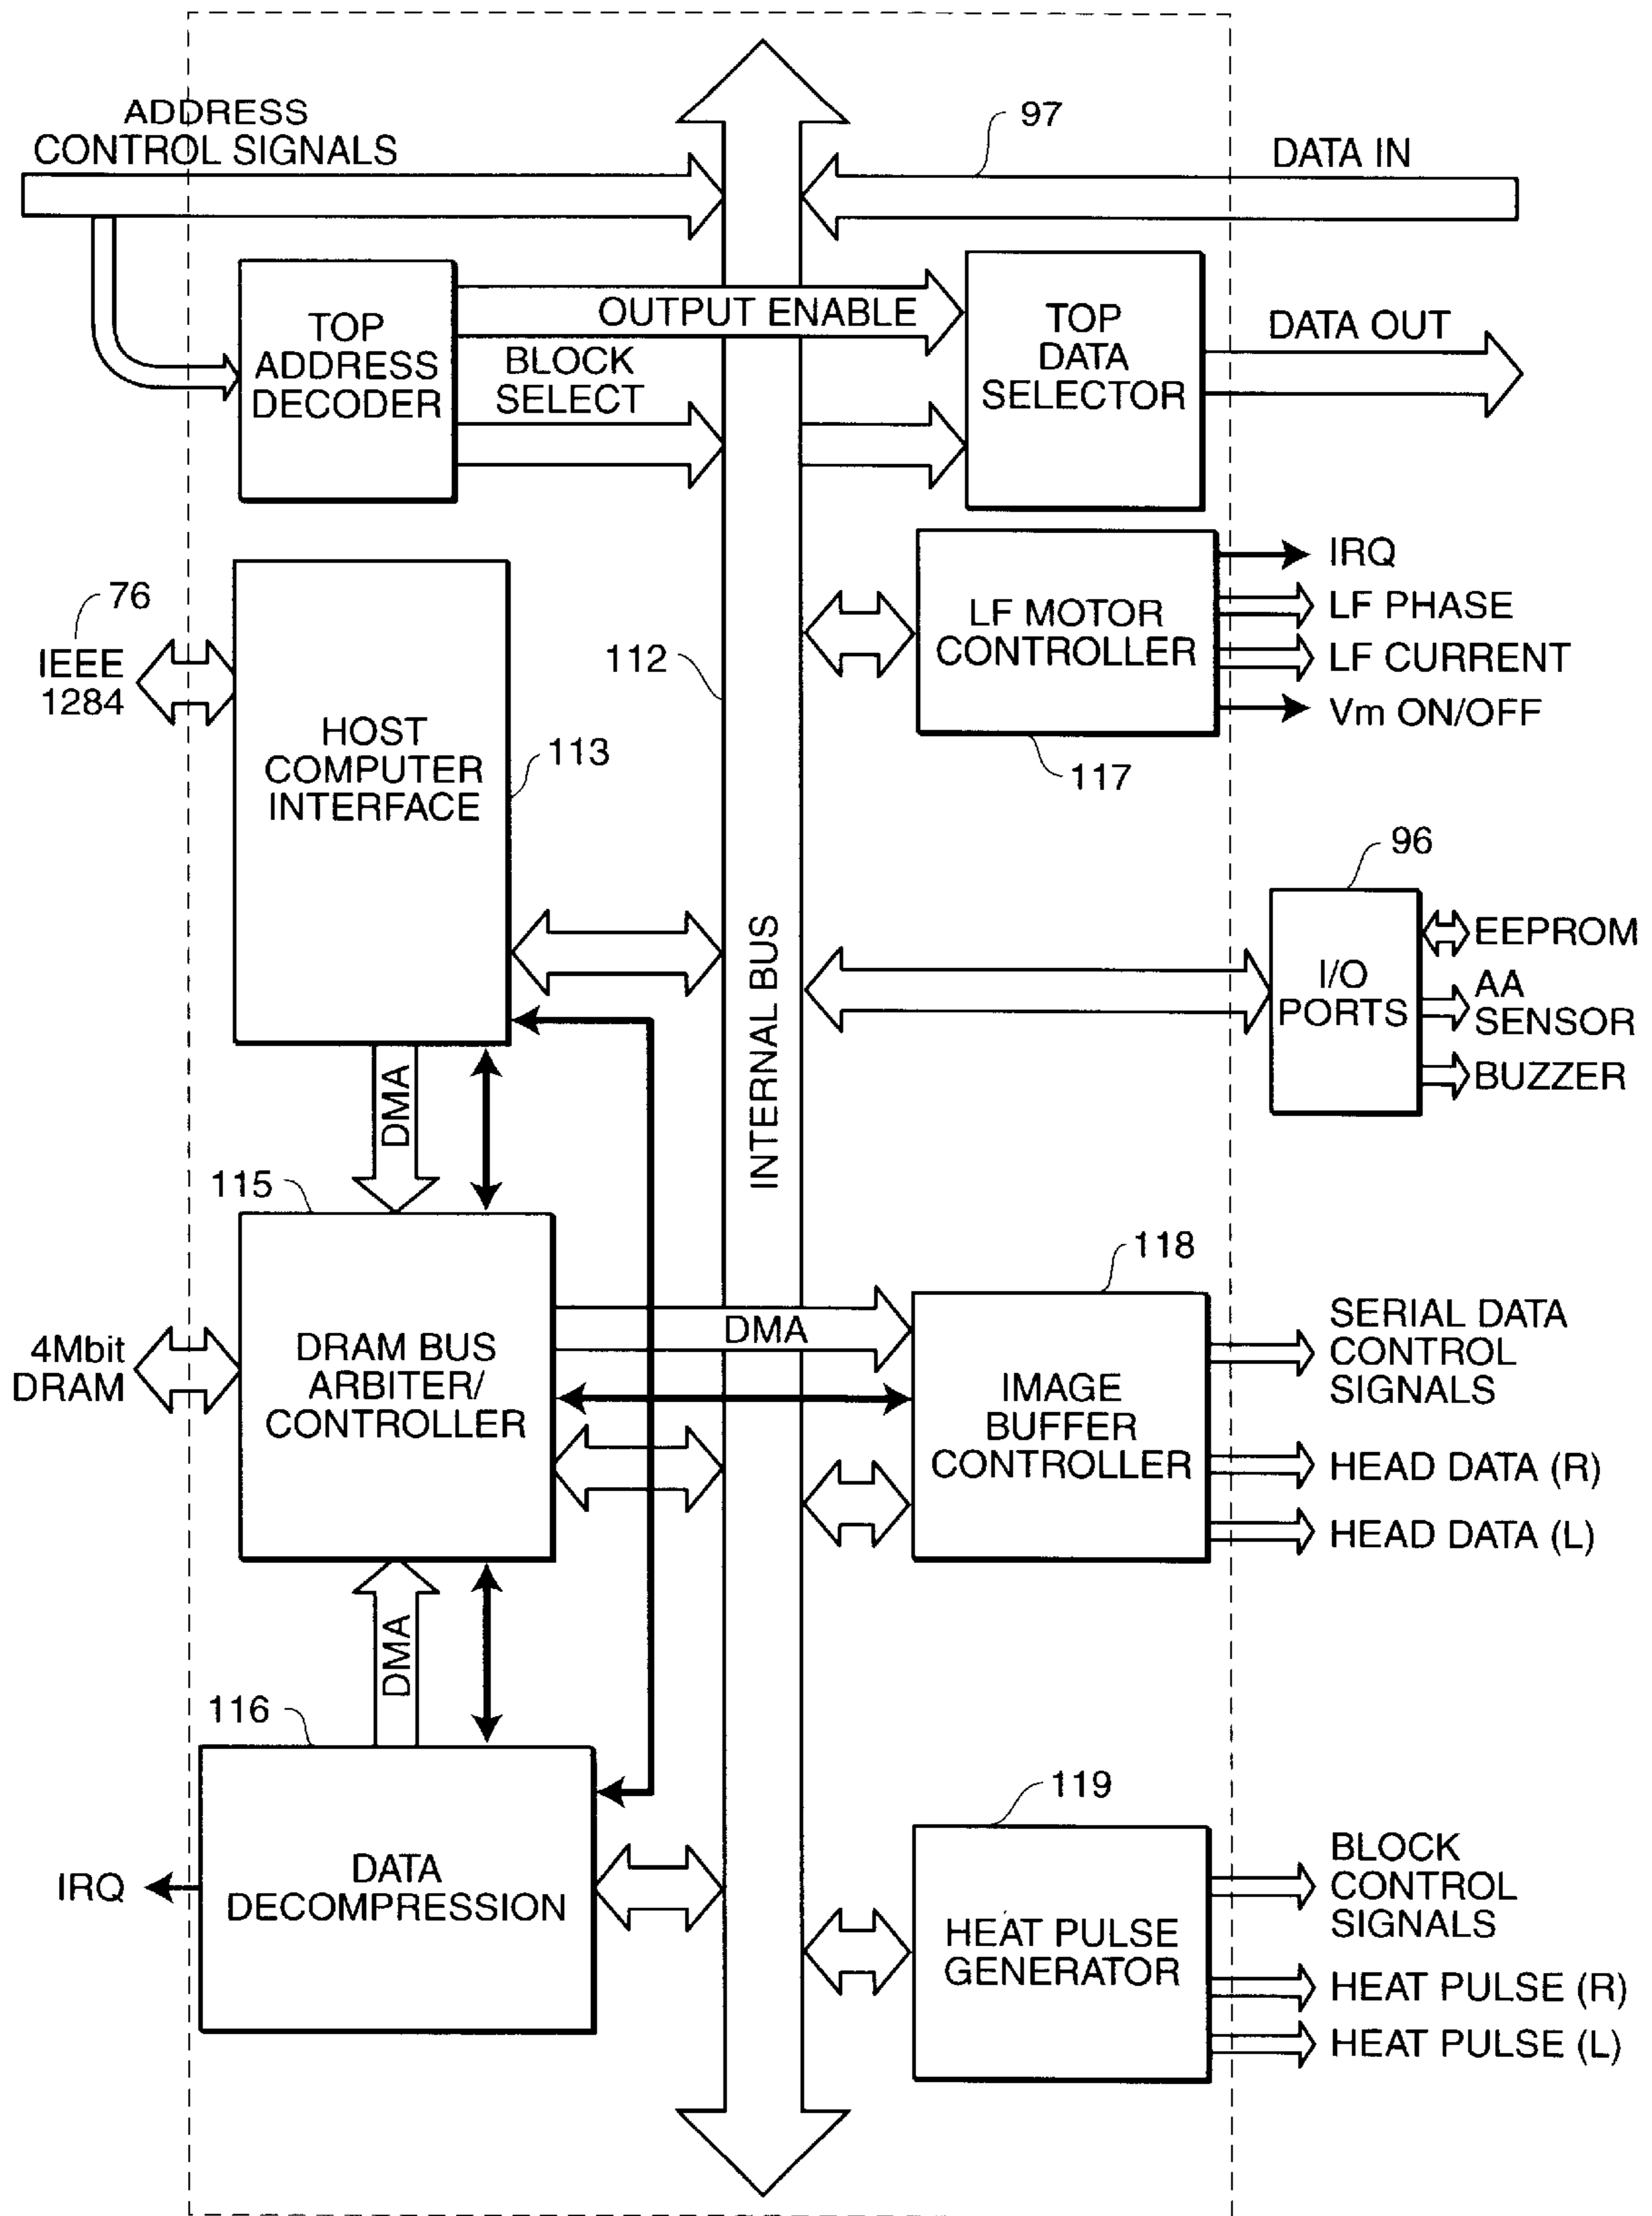 ADDRESS
CONTROL SIGNALS
97
DATA IN
TOP
ADDRESS
DECODER
OUTPUT ENABLE
BLOCK
SELECT
TOP
DATA
SELECTOR
DATA OUT
76
IEEE
1284
HOST
COMPUTER
INTERFACE
113
112
INTERNAL BUS
LF MOTOR
CONTROLLER
117
IRQ
LF PHASE
LF CURRENT
Vm ON/OFF
96
I/O
PORTS
EEPROM
AA
SENSOR
BUZZER
DMA
115
4Mbit
DRAM
DRAM BUS
ARBITER/
CONTROLLER
DMA
118
IMAGE
BUFFER
CONTROLLER
SERIAL DATA
CONTROL
SIGNALS
HEAD DATA (R)
HEAD DATA (L)
DMA
116
IRQ
DATA
DECOMPRESSION
119
HEAT PULSE
GENERATOR
BLOCK
CONTROL
SIGNALS
HEAT PULSE (R)
HEAT PULSE (L)